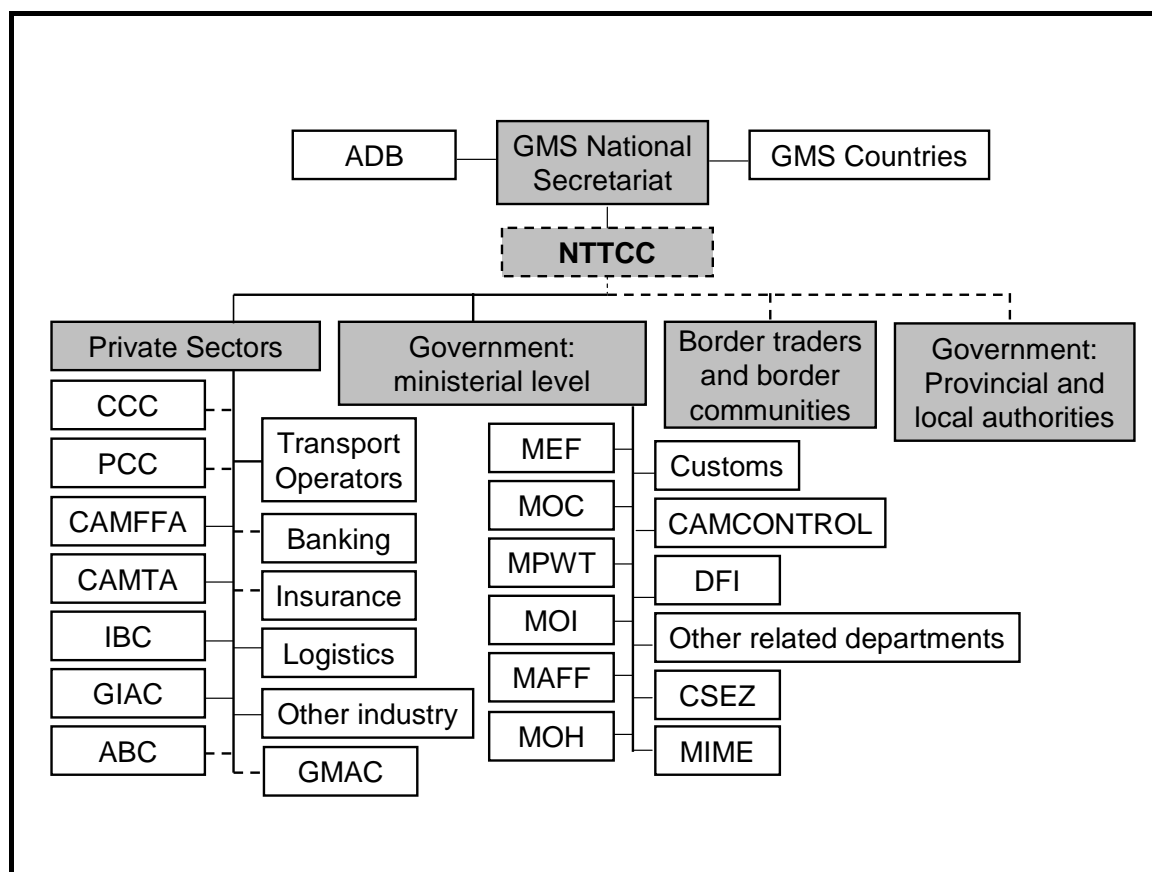 ADB
GMS National
Secretariat
GMS Countries
NTTCC
Private Sectors
Government:
ministerial level
Border traders
and border
communities
Government:
Provincial and
local authorities
CCC
PCC
CAMFFA
CAMTA
IBC
GIAC
ABC
Transport
Operators
Banking
Insurance
Logistics
Other industry
GMAC
MEF
MOC
MPWT
MOI
MAFF
MOH
Customs
CAMCONTROL
DFI
Other related departments
CSEZ
MIME